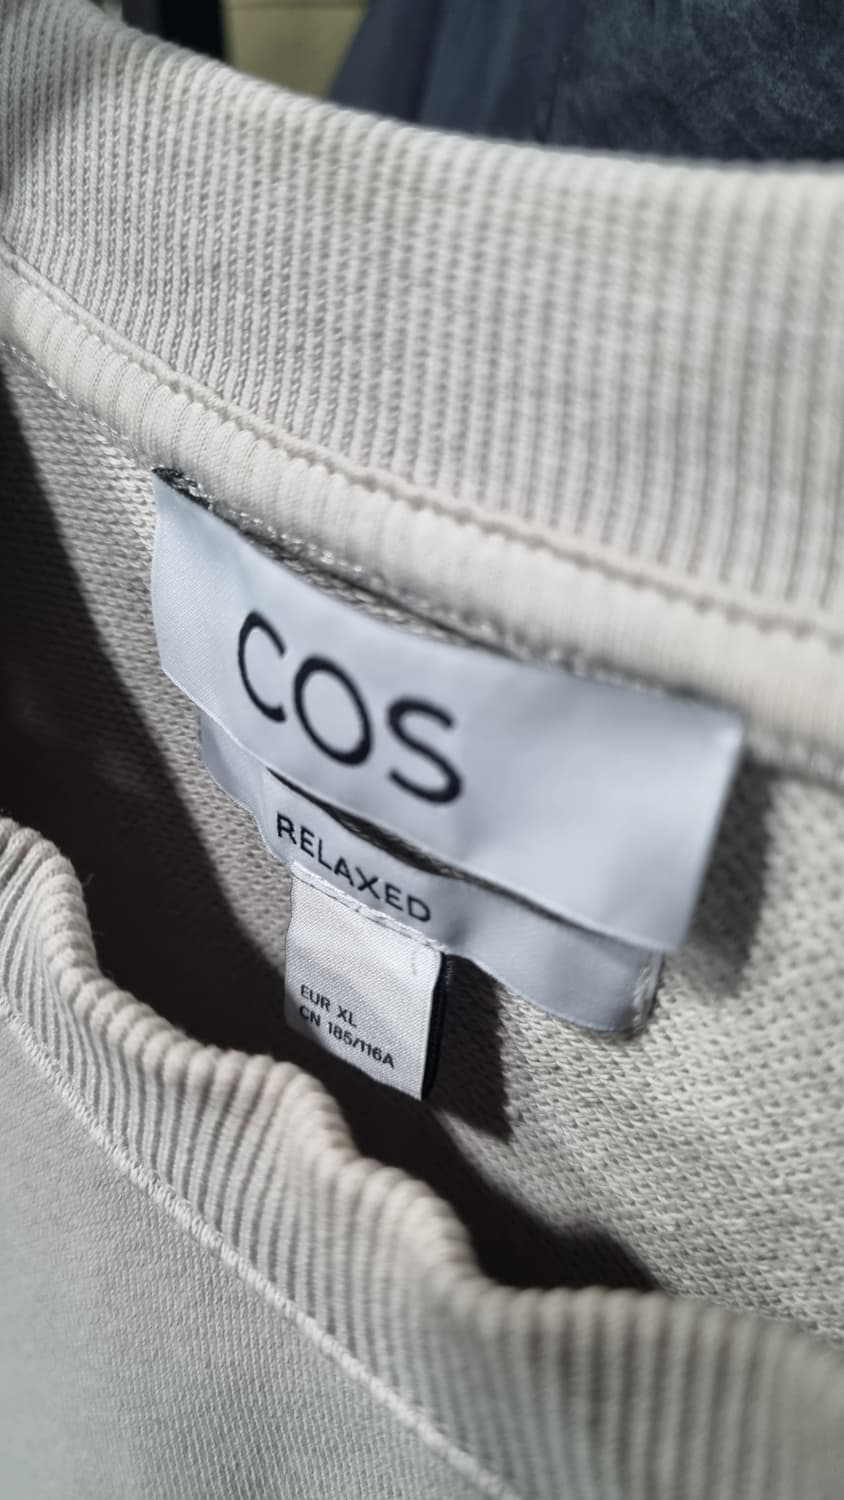 COS
RELAXED
EUR XL
CN 185/116A